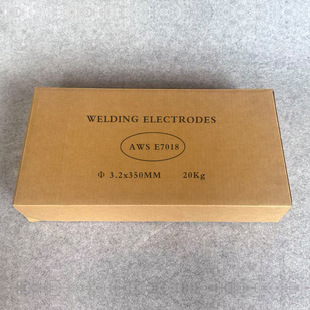 WELDING ELECTRODES
AWS E7018
Φ 3.2x350MM 20Kg